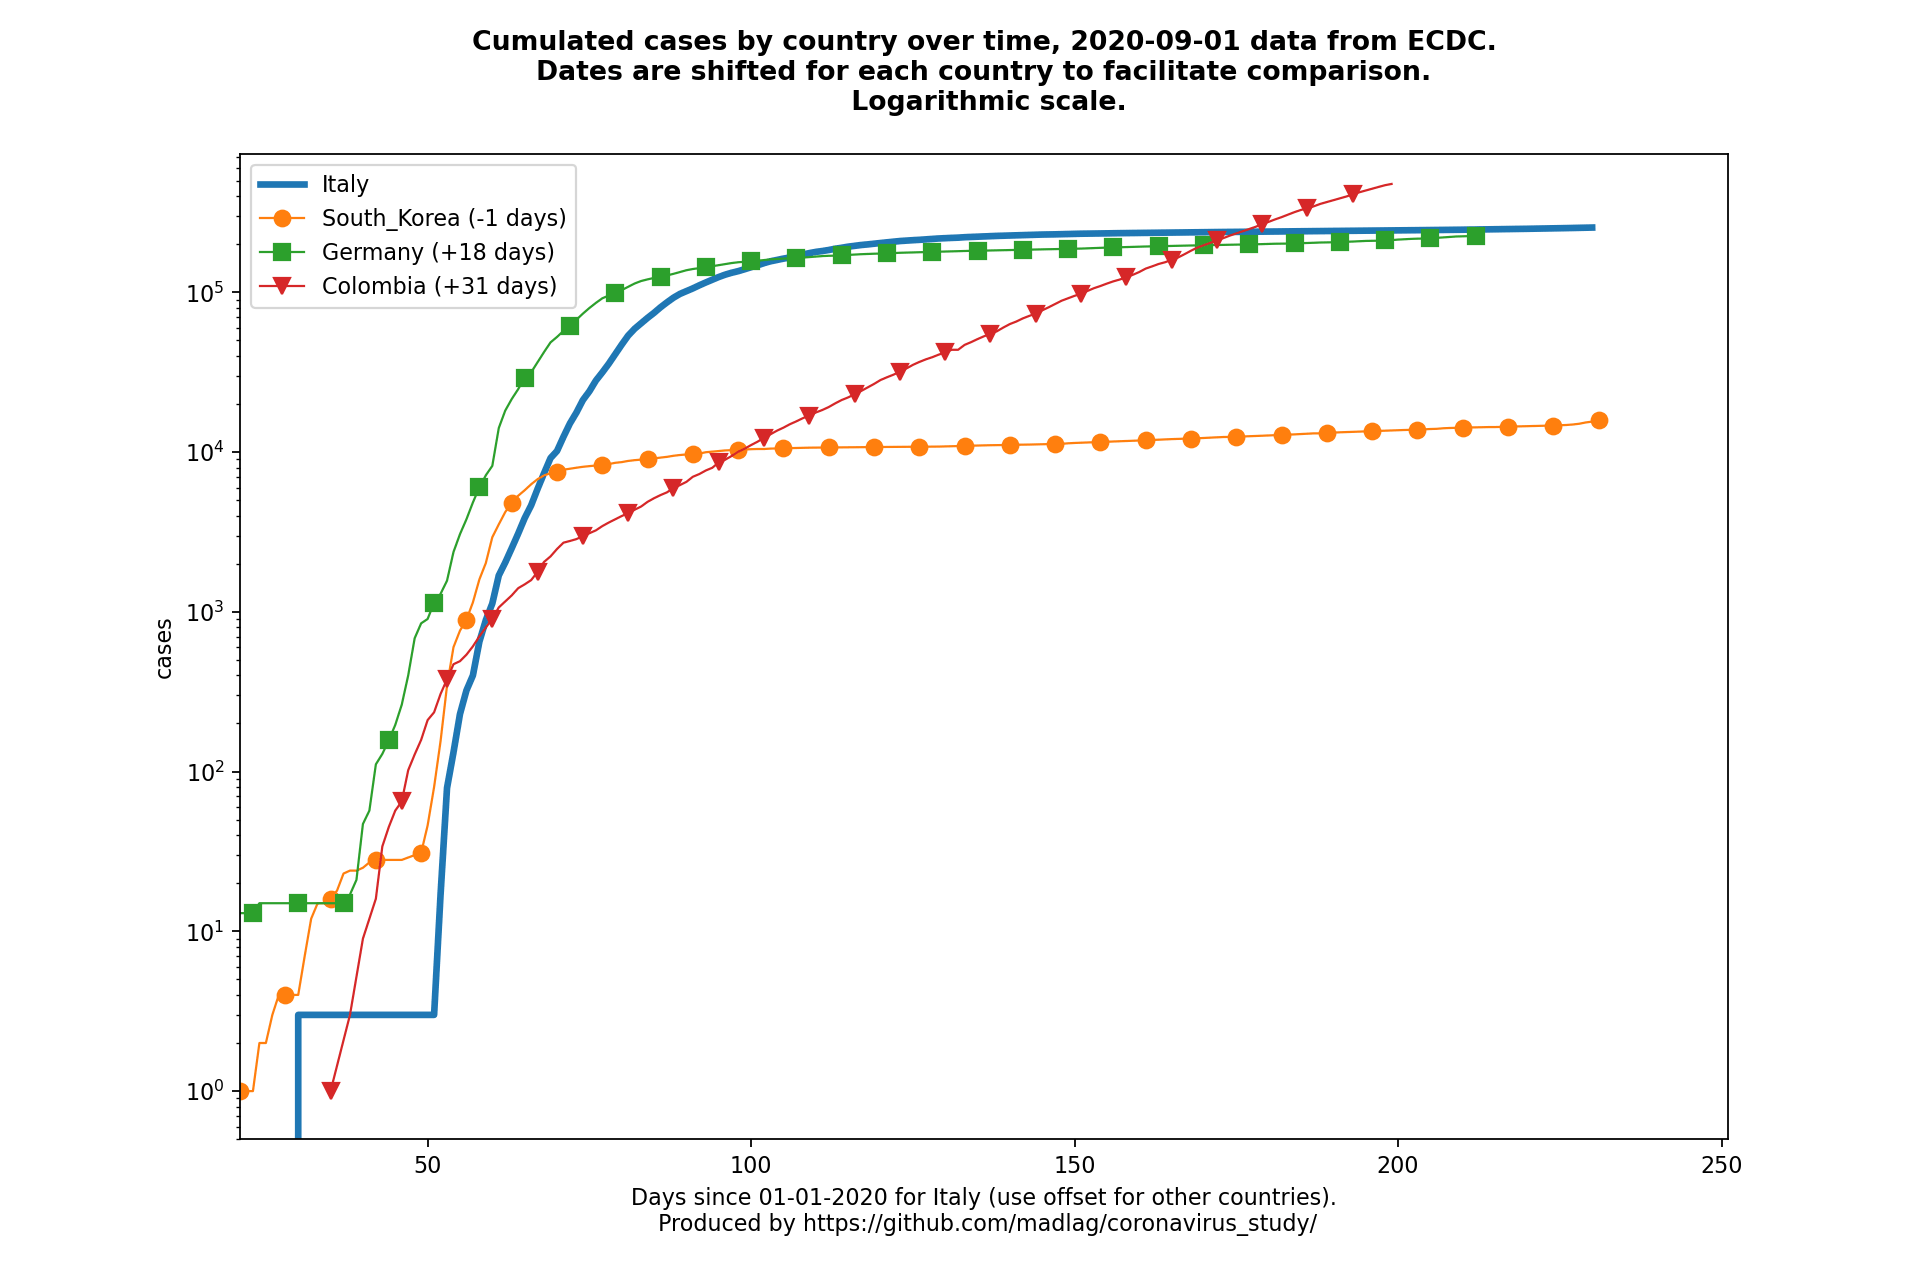 Cumulated cases by country over time, 2020-09-01 data from ECDC.
Dates are shifted for each country to facilitate comparison.
Logarithmic scale.
Italy
South_Korea (-1 days)
Germany (+18 days)
Colombia (+31 days)
10^5
10^4
10^3
10^2
10^1
10^0
cases
50 100 150 200 250
Days since 01-01-2020 for Italy (use offset for other countries).
Produced by https://github.com/madlag/coronavirus_study/